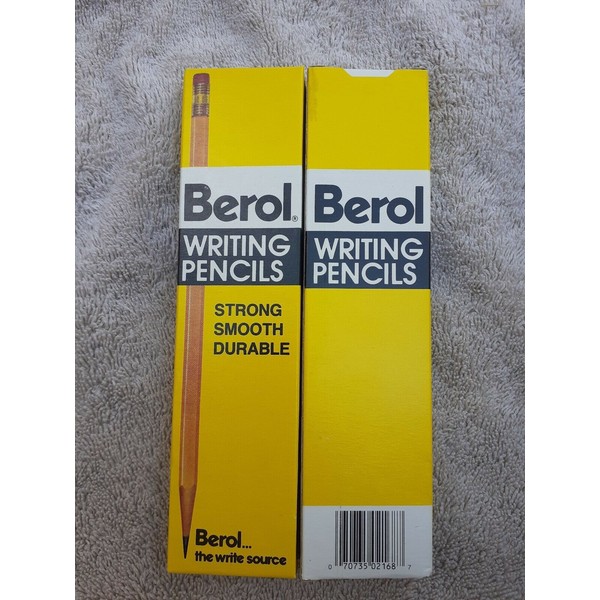 Berol®
WRITING
PENCILS
STRONG
SMOOTH
DURABLE
Berol...
the write source
Berol
WRITING
PENCILS
0 70735 02168 7